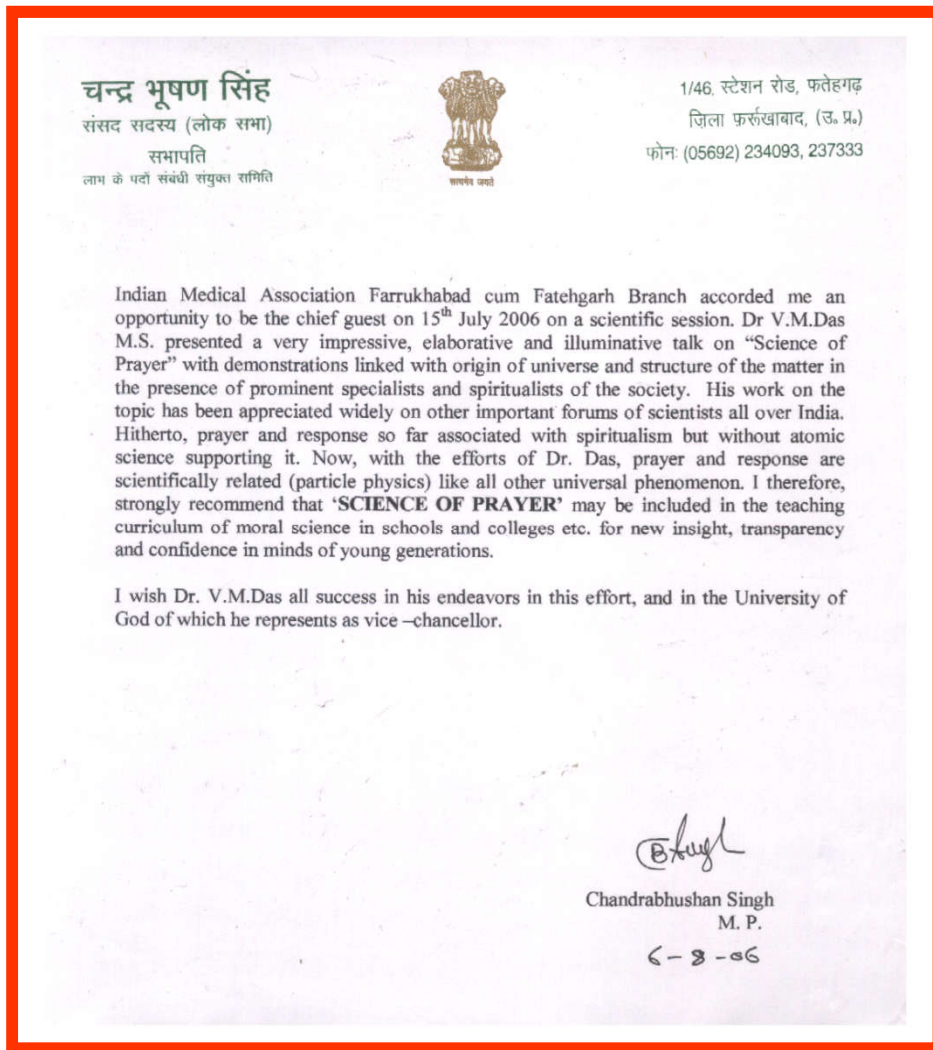 चन्द्र भूषण सिंह
संसद सदस्य (लोक सभा)
सभापति
लाभ के पदों संबंधी संयुक्त समिति
सत्यमेव जयते
1/46, स्टेशन रोड, फतेहगढ़
ज़िला फ़र्रुखाबाद, (उ० प्र०)
फोनः (05692) 234093, 237333
Indian Medical Association Farrukhabad cum Fatehgarh Branch accorded me an
opportunity to be the chief guest on 15th July 2006 on a scientific session. Dr V.M.Das
M.S. presented a very impressive, elaborative and illuminative talk on “Science of
Prayer” with demonstrations linked with origin of universe and structure of the matter in
the presence of prominent specialists and spiritualists of the society. His work on the
topic has been appreciated widely on other important forums of scientists all over India.
Hitherto, prayer and response so far associated with spiritualism but without atomic
science supporting it. Now, with the efforts of Dr. Das, prayer and response are
scientifically related (particle physics) like all other universal phenomenon. I therefore,
strongly recommend that ‘SCIENCE OF PRAYER’ may be included in the teaching
curriculum of moral science in schools and colleges etc. for new insight, transparency
and confidence in minds of young generations.
I wish Dr. V.M.Das all success in his endeavors in this effort, and in the University of
God of which he represents as vice –chancellor.
Chandrabhushan Singh
M. P.
6-8-06